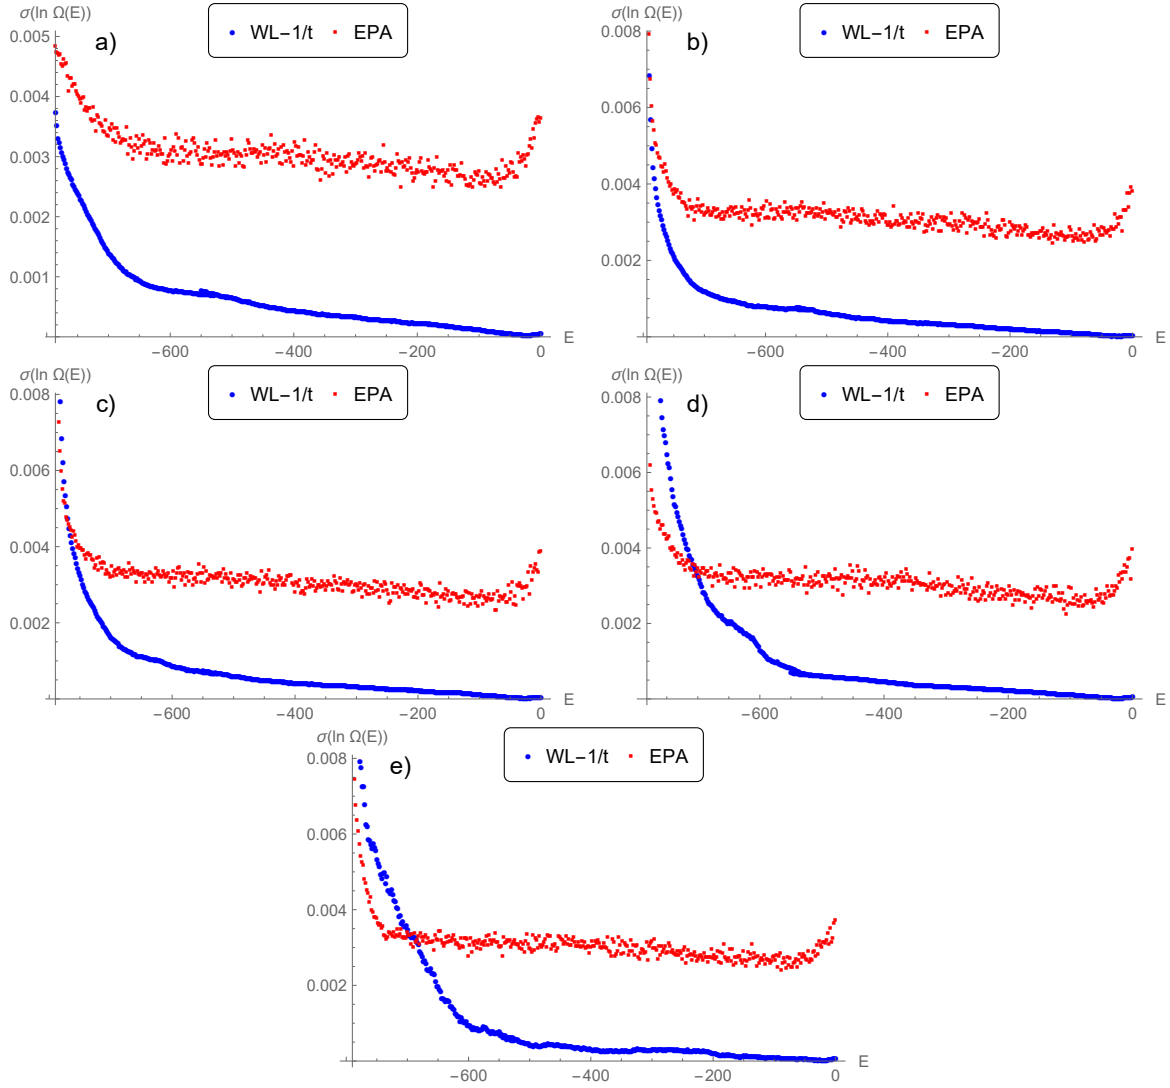 σ(ln Ω(E))
a)
WL−1/t EPA
0.005
0.004
0.003
0.002
0.001
−600 −400 −200 0 E
σ(ln Ω(E))
b)
WL−1/t EPA
0.008
0.006
0.004
0.002
−600 −400 −200 0 E
σ(ln Ω(E))
c)
WL−1/t EPA
0.008
0.006
0.004
0.002
−600 −400 −200 0 E
σ(ln Ω(E))
d)
WL−1/t EPA
0.008
0.006
0.004
0.002
−600 −400 −200 0 E
σ(ln Ω(E))
e)
WL−1/t EPA
0.008
0.006
0.004
0.002
−600 −400 −200 0 E